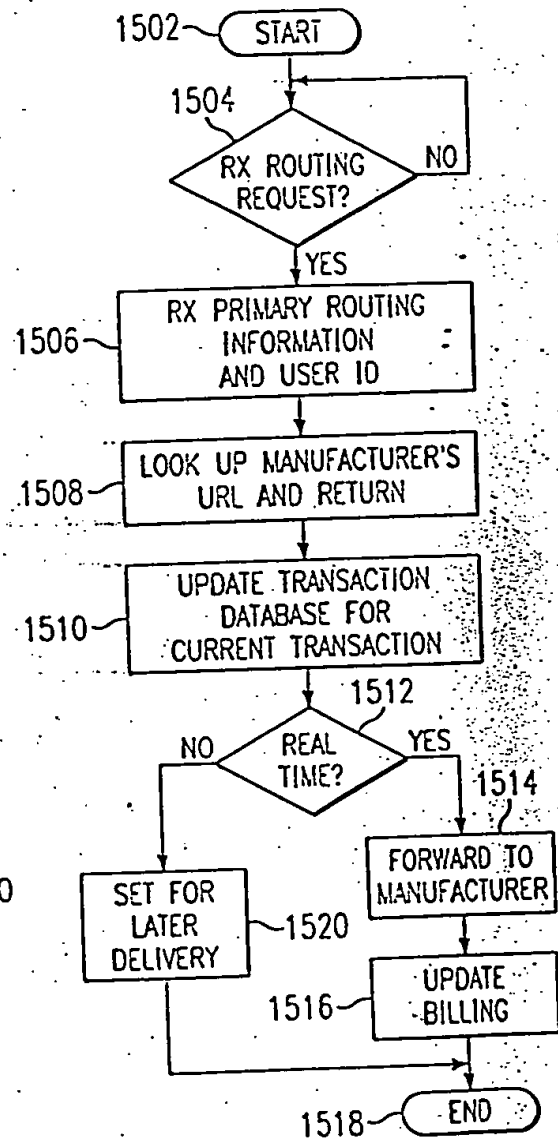 1502
START
1504
RX ROUTING
REQUEST?
NO
YES
1506
RX PRIMARY ROUTING
INFORMATION
AND USER ID
1508
LOOK UP MANUFACTURER'S
URL AND RETURN
1510
UPDATE TRANSACTION
DATABASE FOR
CURRENT TRANSACTION
1512
NO
REAL
TIME?
YES
1514
FORWARD TO
MANUFACTURER
0
SET FOR
LATER
DELIVERY
1520
1516
UPDATE
BILLING
1518
END